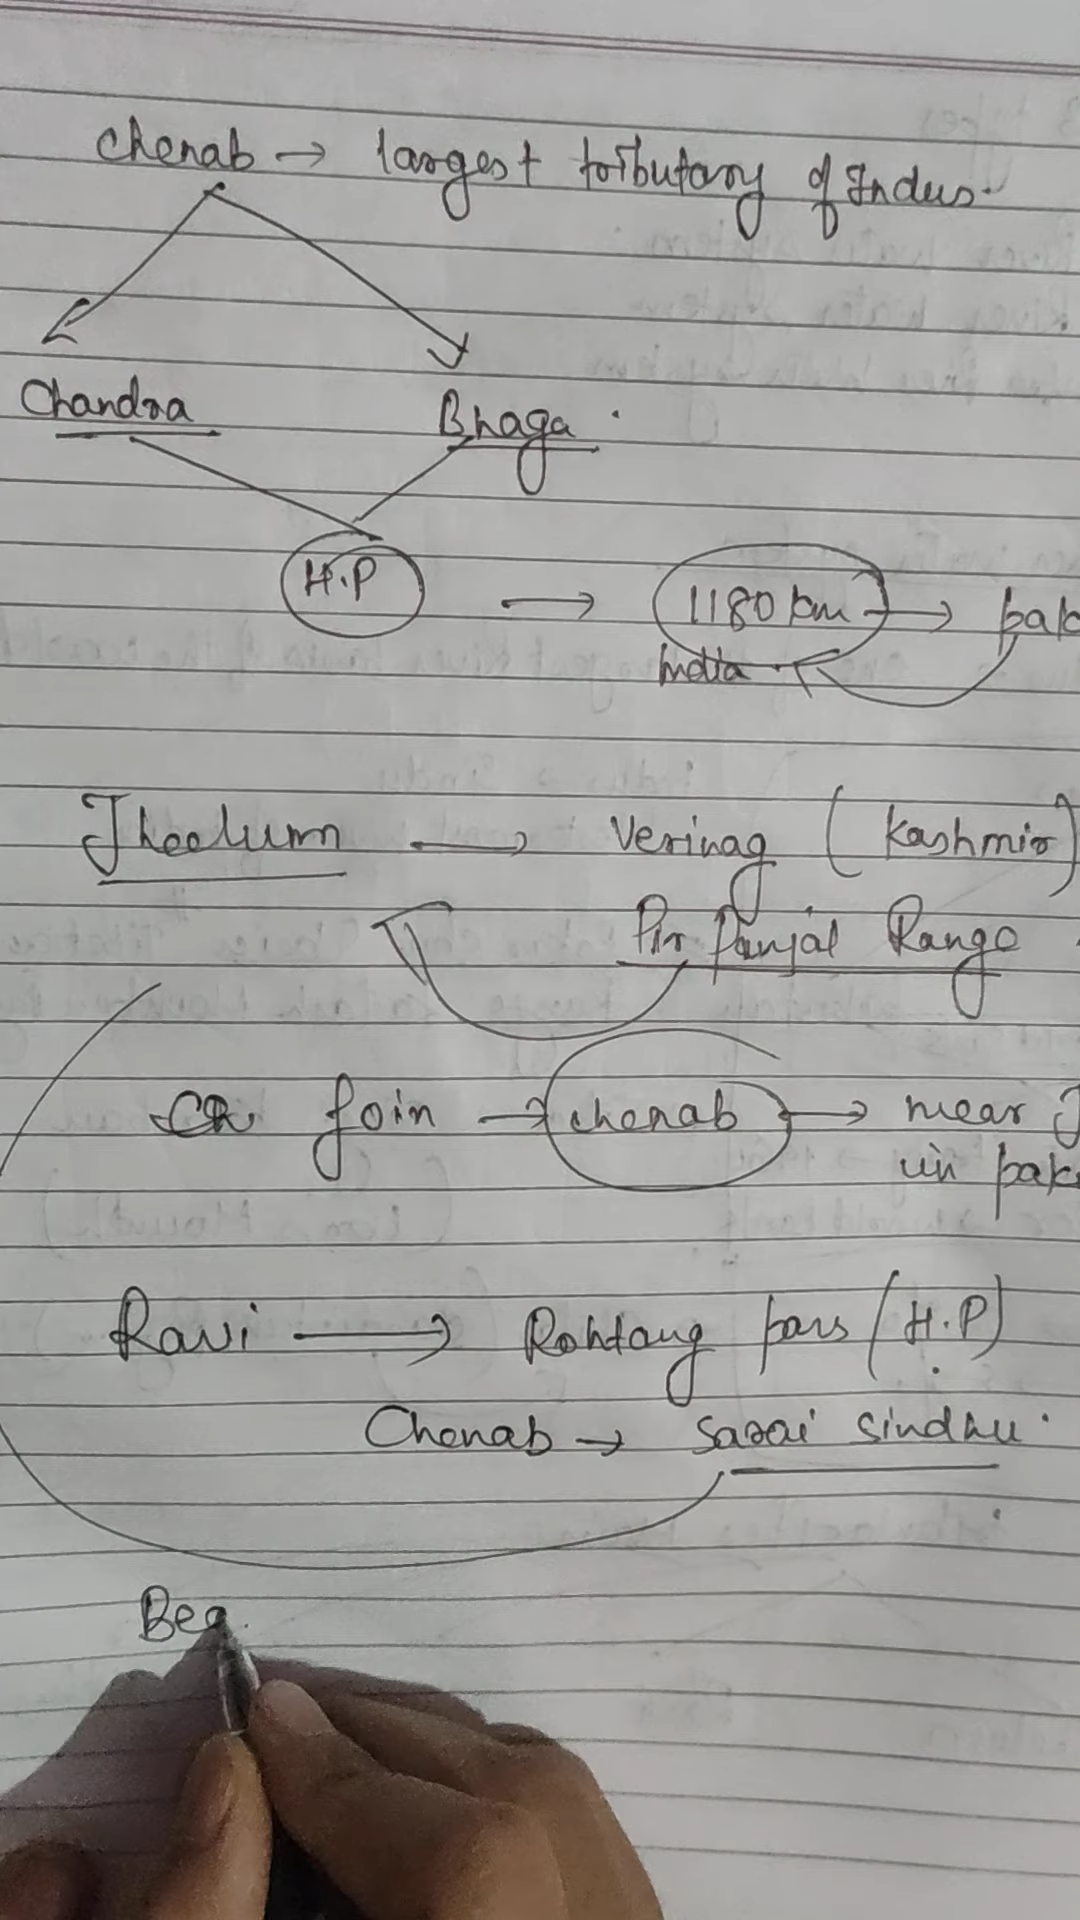 Chenab → largest tributary of Indus.
Chandra Bhaga .
H.P → 1180 km → pak
India
Jheelum → Verinag ( Kashmir )
Pir Panjal Range
Join → chenab → near J
in pak
Ravi → Rohtang pass (H.P)
Chenab → Sarai Sindhu .
Bea